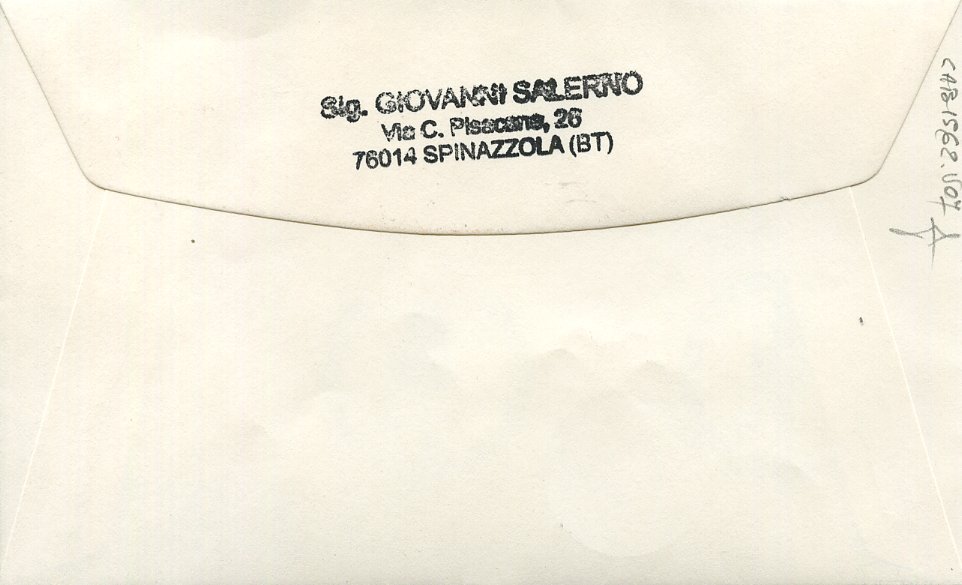 Sig. GIOVANNI SALERNO
Via C. Pisacane, 26
76014 SPINAZZOLA (BT)